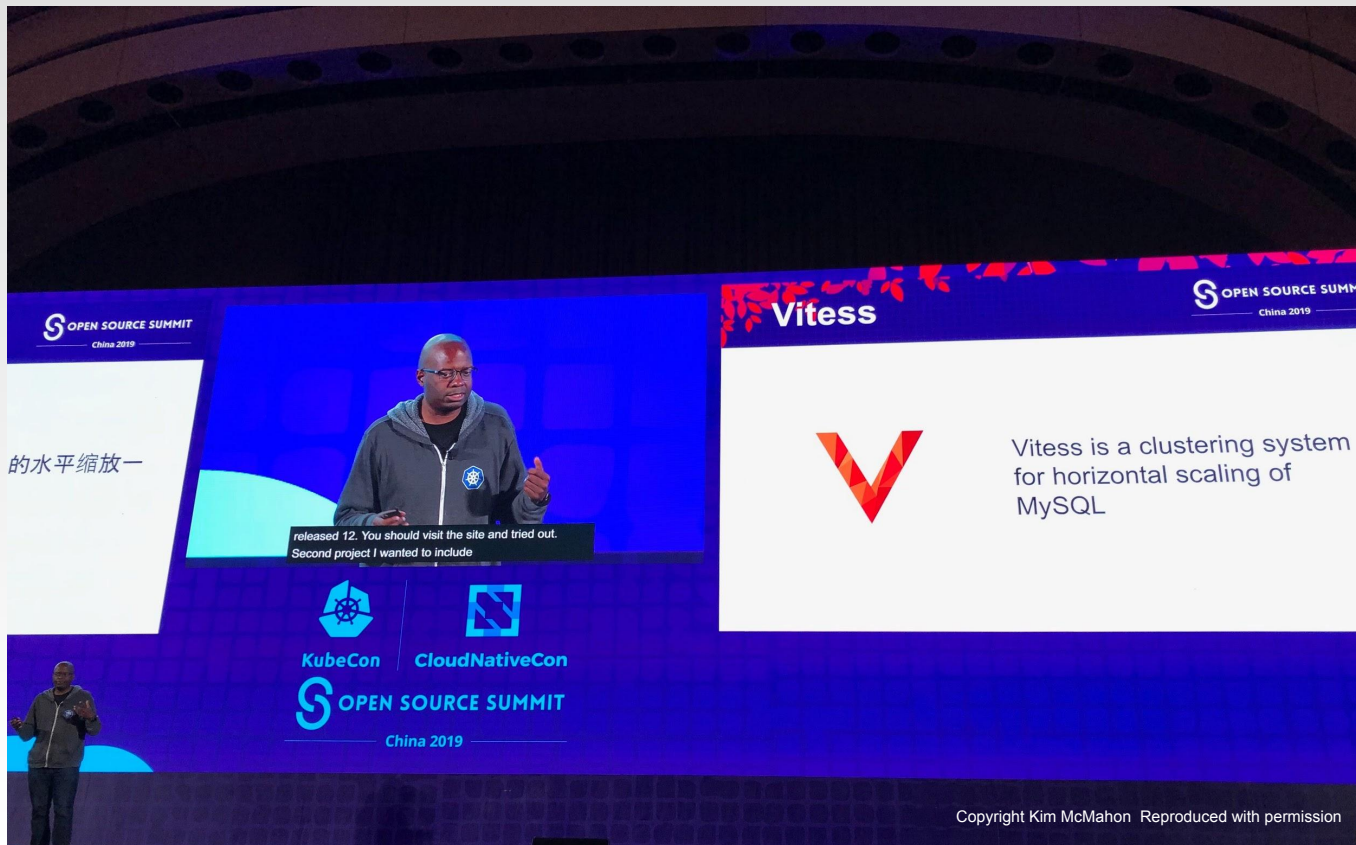 OPEN SOURCE SUMMIT
China 2019
的水平缩放一
released 12. You should visit the site and tried out.
Second project I wanted to include
KubeCon
CloudNativeCon
OPEN SOURCE SUMMIT
China 2019
Vitess
OPEN SOURCE SUMM
China 2019
Vitess is a clustering system
for horizontal scaling of
MySQL
Copyright Kim McMahon Reproduced with permission